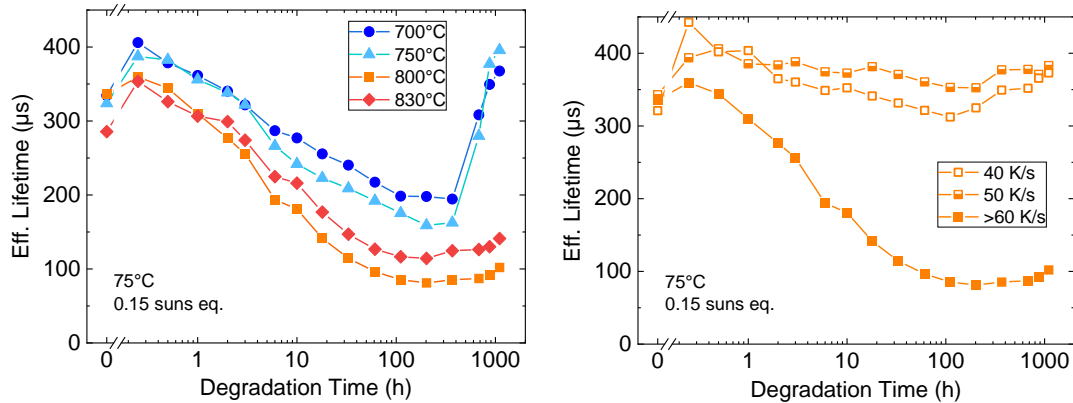 400
300
200
100
0
Eff. Lifetime (µs)
700°C
750°C
800°C
830°C
75°C
0.15 suns eq.
0 1 10 100 1000
Degradation Time (h)
400
300
200
100
0
Eff. Lifetime (µs)
40 K/s
50 K/s
>60 K/s
75°C
0.15 suns eq.
0 1 10 100 1000
Degradation Time (h)